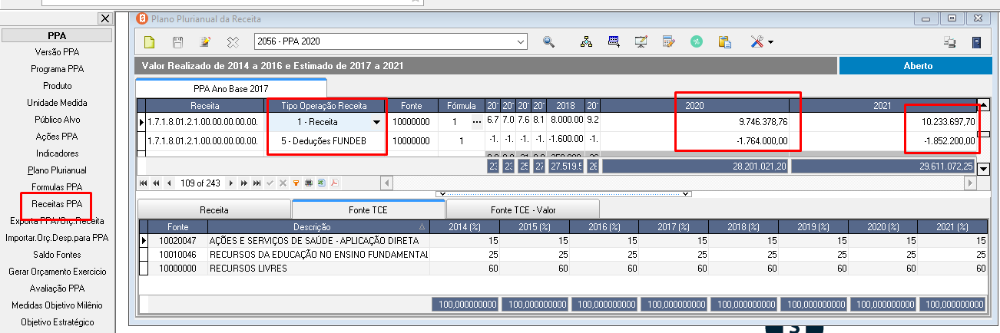 Plano Plurianual da Receita
PPA
Versão PPA
Programa PPA
Produto
Unidade Medida
Público Alvo
Ações PPA
Indicadores
Plano Plurianual
Formulas PPA
Receitas PPA
Exporta PPA/Orç.Receita
Importar.Orç.Desp.para PPA
Saldo Fontes
Gerar Orçamento Exercicio
Avaliação PPA
Medidas Objetivo Milênio
Objetivo Estratégico
2056 - PPA 2020
Valor Realizado de 2014 a 2016 e Estimado de 2017 a 2021 Aberto
PPA Ano Base 2017
Receita Tipo Operação Receita Fonte Fórmula 20 20 20 20 2018 20 2020 2021
1.7.1.8.01.2.1.00.00.00.00.00. 1 - Receita 10000000 1 ... 6.7 7.0 7.6 8.1 8.000.00 9.2 9.746.378,76 10.233.697,70
1.7.1.8.01.2.1.00.00.00.00.00. 5 - Deduções FUNDEB 10000000 1 -1. -1. -1. -1. -1.600.00 -1. -1.764.000,00 -1.852.200,00
23 23 25 27 27.519.5 26 28.201.021,20 29.611.072,25
109 of 243
Receita Fonte TCE Fonte TCE - Valor
Fonte Descrição 2014 (%) 2015 (%) 2016 (%) 2017 (%) 2018 (%) 2019 (%) 2020 (%) 2021 (%)
10020047 AÇÕES E SERVIÇOS DE SAÚDE - APLICAÇÃO DIRETA 15 15 15 15 15 15 15 15
10010046 RECURSOS DA EDUCAÇÃO NO ENSINO FUNDAMENTAL 25 25 25 25 25 25 25 25
10000000 RECURSOS LIVRES 60 60 60 60 60 60 60 60
100,000000000 100,000000000 100,000000000 100,000000000 100,000000000 100,000000000 100,000000000 100,000000000